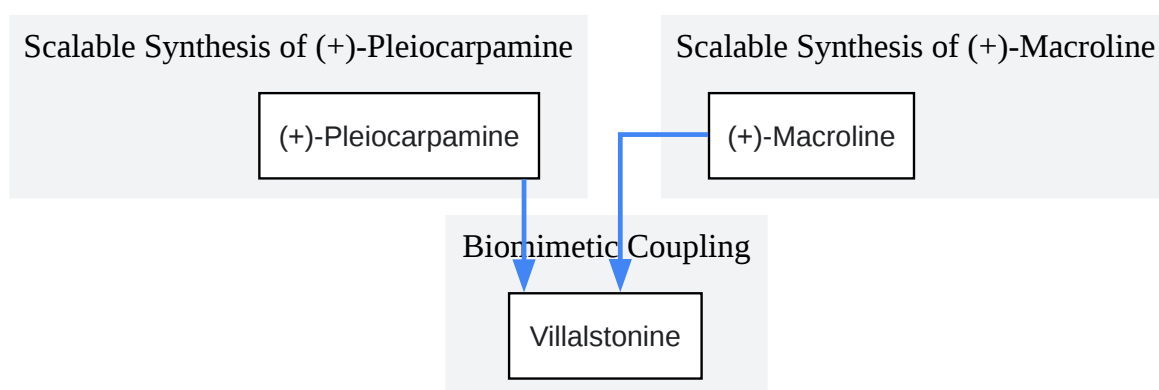 Scalable Synthesis of (+)-Pleiocarpamine
Scalable Synthesis of (+)-Macroline
(+)-Pleiocarpamine
(+)-Macroline
Biomimetic Coupling
Villalstonine